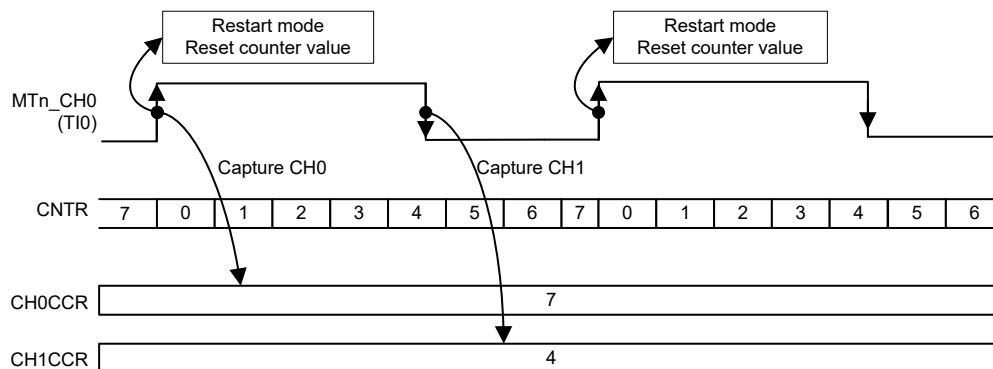 Restart mode
Reset counter value
Restart mode
Reset counter value
MTn_CH0
(TI0)
Capture CH0
Capture CH1
CNTR 7 0 1 2 3 4 5 6 7 0 1 2 3 4 5 6
CH0CCR 7
CH1CCR 4